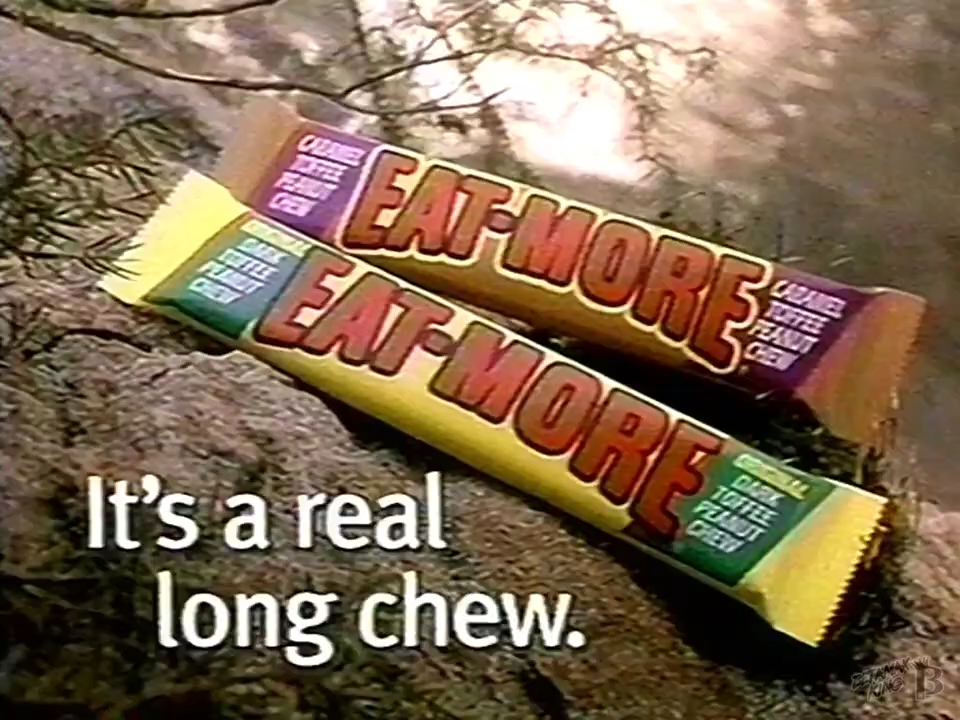 CARAMEL
TOFFEE
PEANUT
CHEW
EAT-MORE
CARAMEL
TOFFEE
PEANUT
CHEW
ORIGINAL
DARK
TOFFEE
PEANUT
CHEW
EAT-MORE
ORIGINAL
DARK
TOFFEE
PEANUT
CHEW
It's a real
long chew.
B